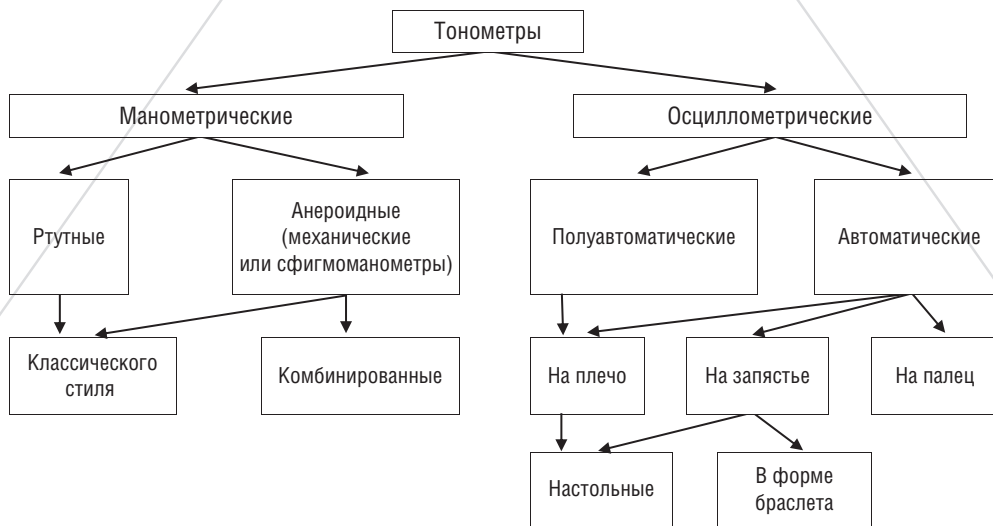 Тонометры
Манометрические
Осциллометрические
Ртутные
Анероидные
(механические
или сфигмоманометры)
Полуавтоматические
Автоматические
Классического
стиля
Комбинированные
На плечо
На запястье
На палец
Настольные
В форме
браслета